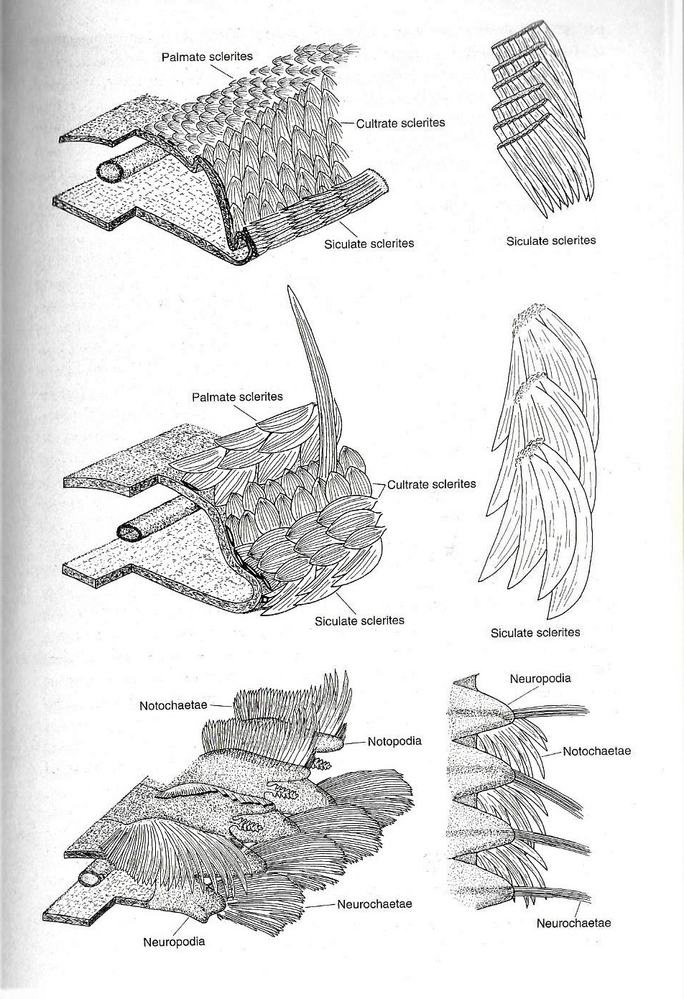 Palmate sclerites
Cultrate sclerites
Siculate sclerites
Siculate sclerites
Palmate sclerites
Cultrate sclerites
Siculate sclerites
Siculate sclerites
Notochaetae
Notopodia
Neurochaetae
Neuropodia
Neuropodia
Notochaetae
Neurochaetae